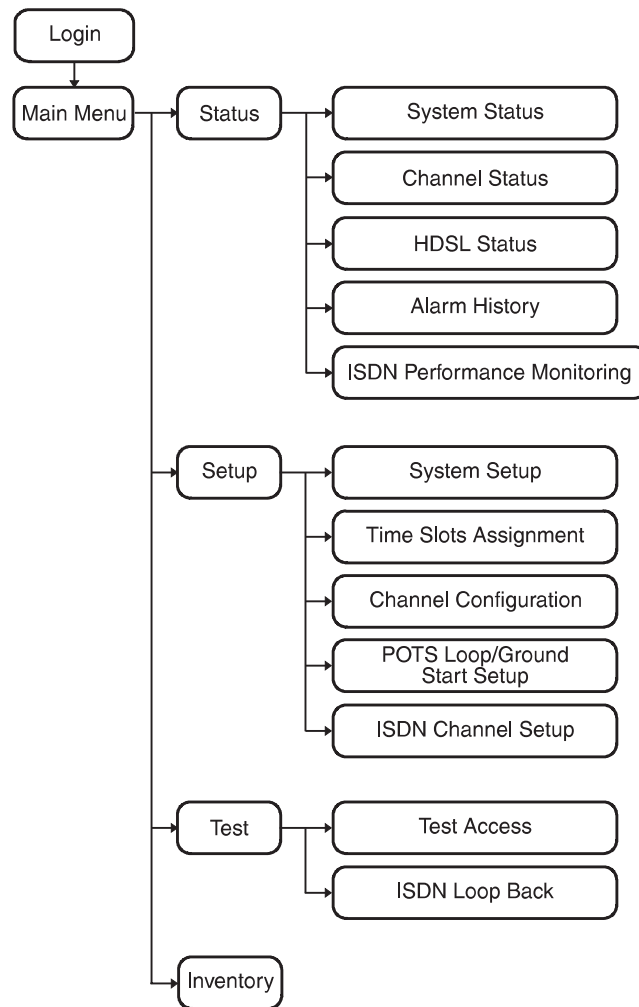 Login
Main Menu
Status
System Status
Channel Status
HDSL Status
Alarm History
ISDN Performance Monitoring
Setup
System Setup
Time Slots Assignment
Channel Configuration
POTS Loop/Ground
Start Setup
ISDN Channel Setup
Test
Test Access
ISDN Loop Back
Inventory